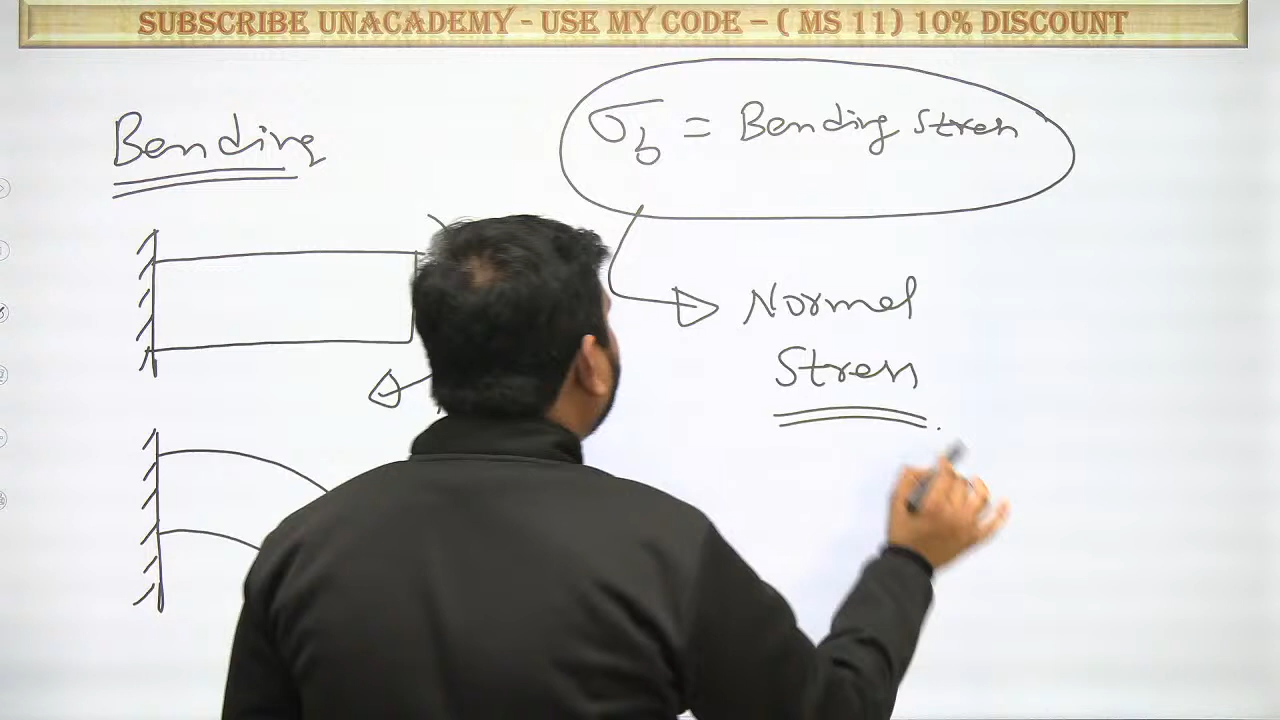 SUBSCRIBE UNACADEMY - USE MY CODE – ( MS 11) 10% DISCOUNT
Bending
σb = Bending Stress
Normal
Stress